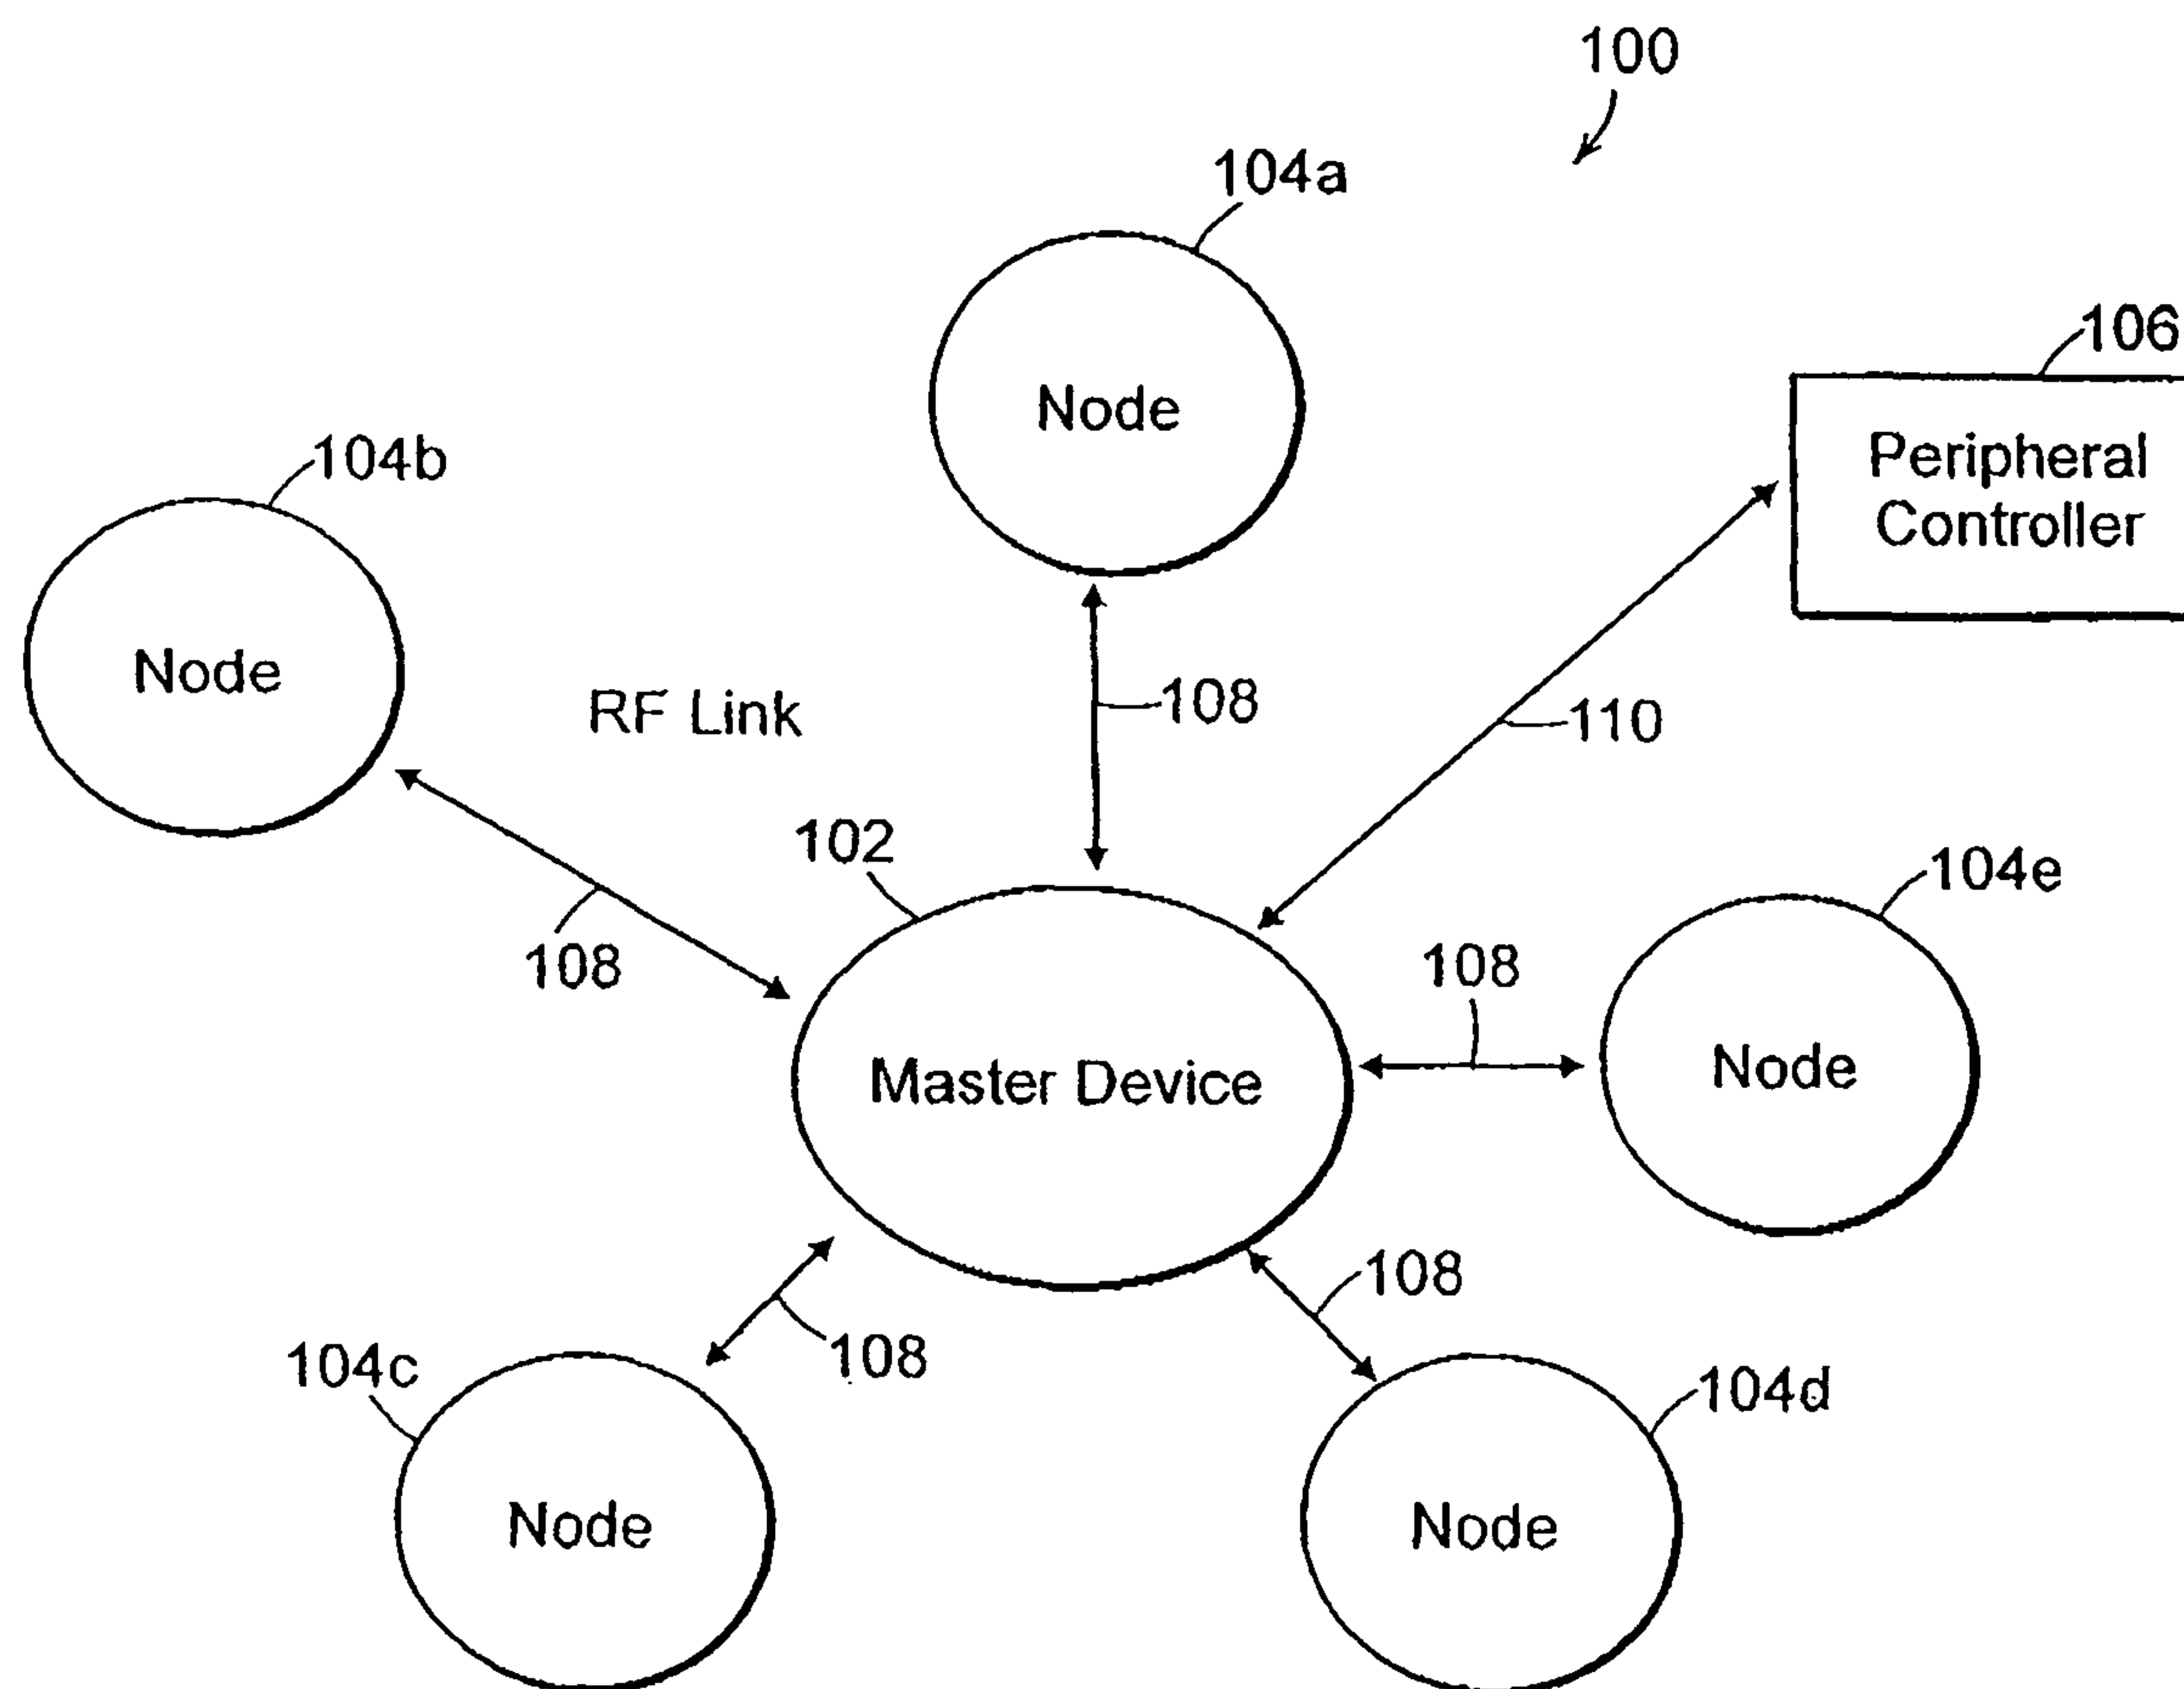 100
104a
Node
106
Peripheral
Controller
104b
Node
RF Link
108
110
102
108
Master Device
108
104e
Node
108
108
104c
Node
104d
Node